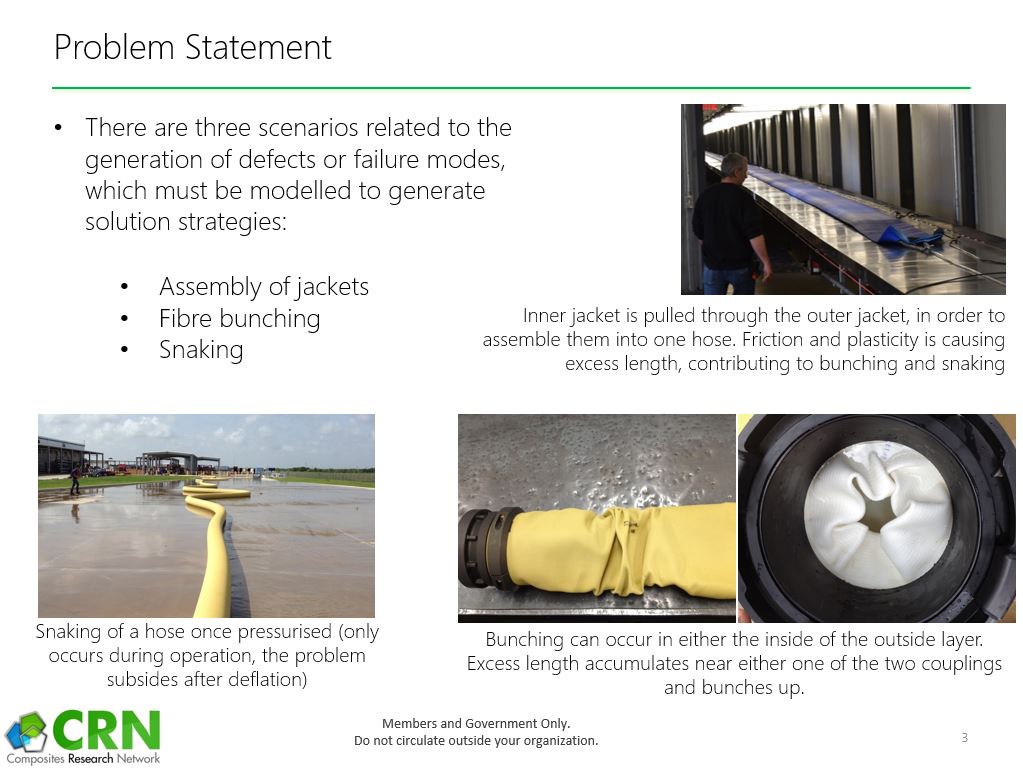 Problem Statement
• There are three scenarios related to the
generation of defects or failure modes,
which must be modelled to generate
solution strategies:
• Assembly of jackets
• Fibre bunching
• Snaking
Inner jacket is pulled through the outer jacket, in order to
assemble them into one hose. Friction and plasticity is causing
excess length, contributing to bunching and snaking
Snaking of a hose once pressurised (only
occurs during operation, the problem
subsides after deflation)
Bunching can occur in either the inside of the outside layer.
Excess length accumulates near either one of the two couplings
and bunches up.
CRN
Composites Research Network
Members and Government Only.
Do not circulate outside your organization.
3